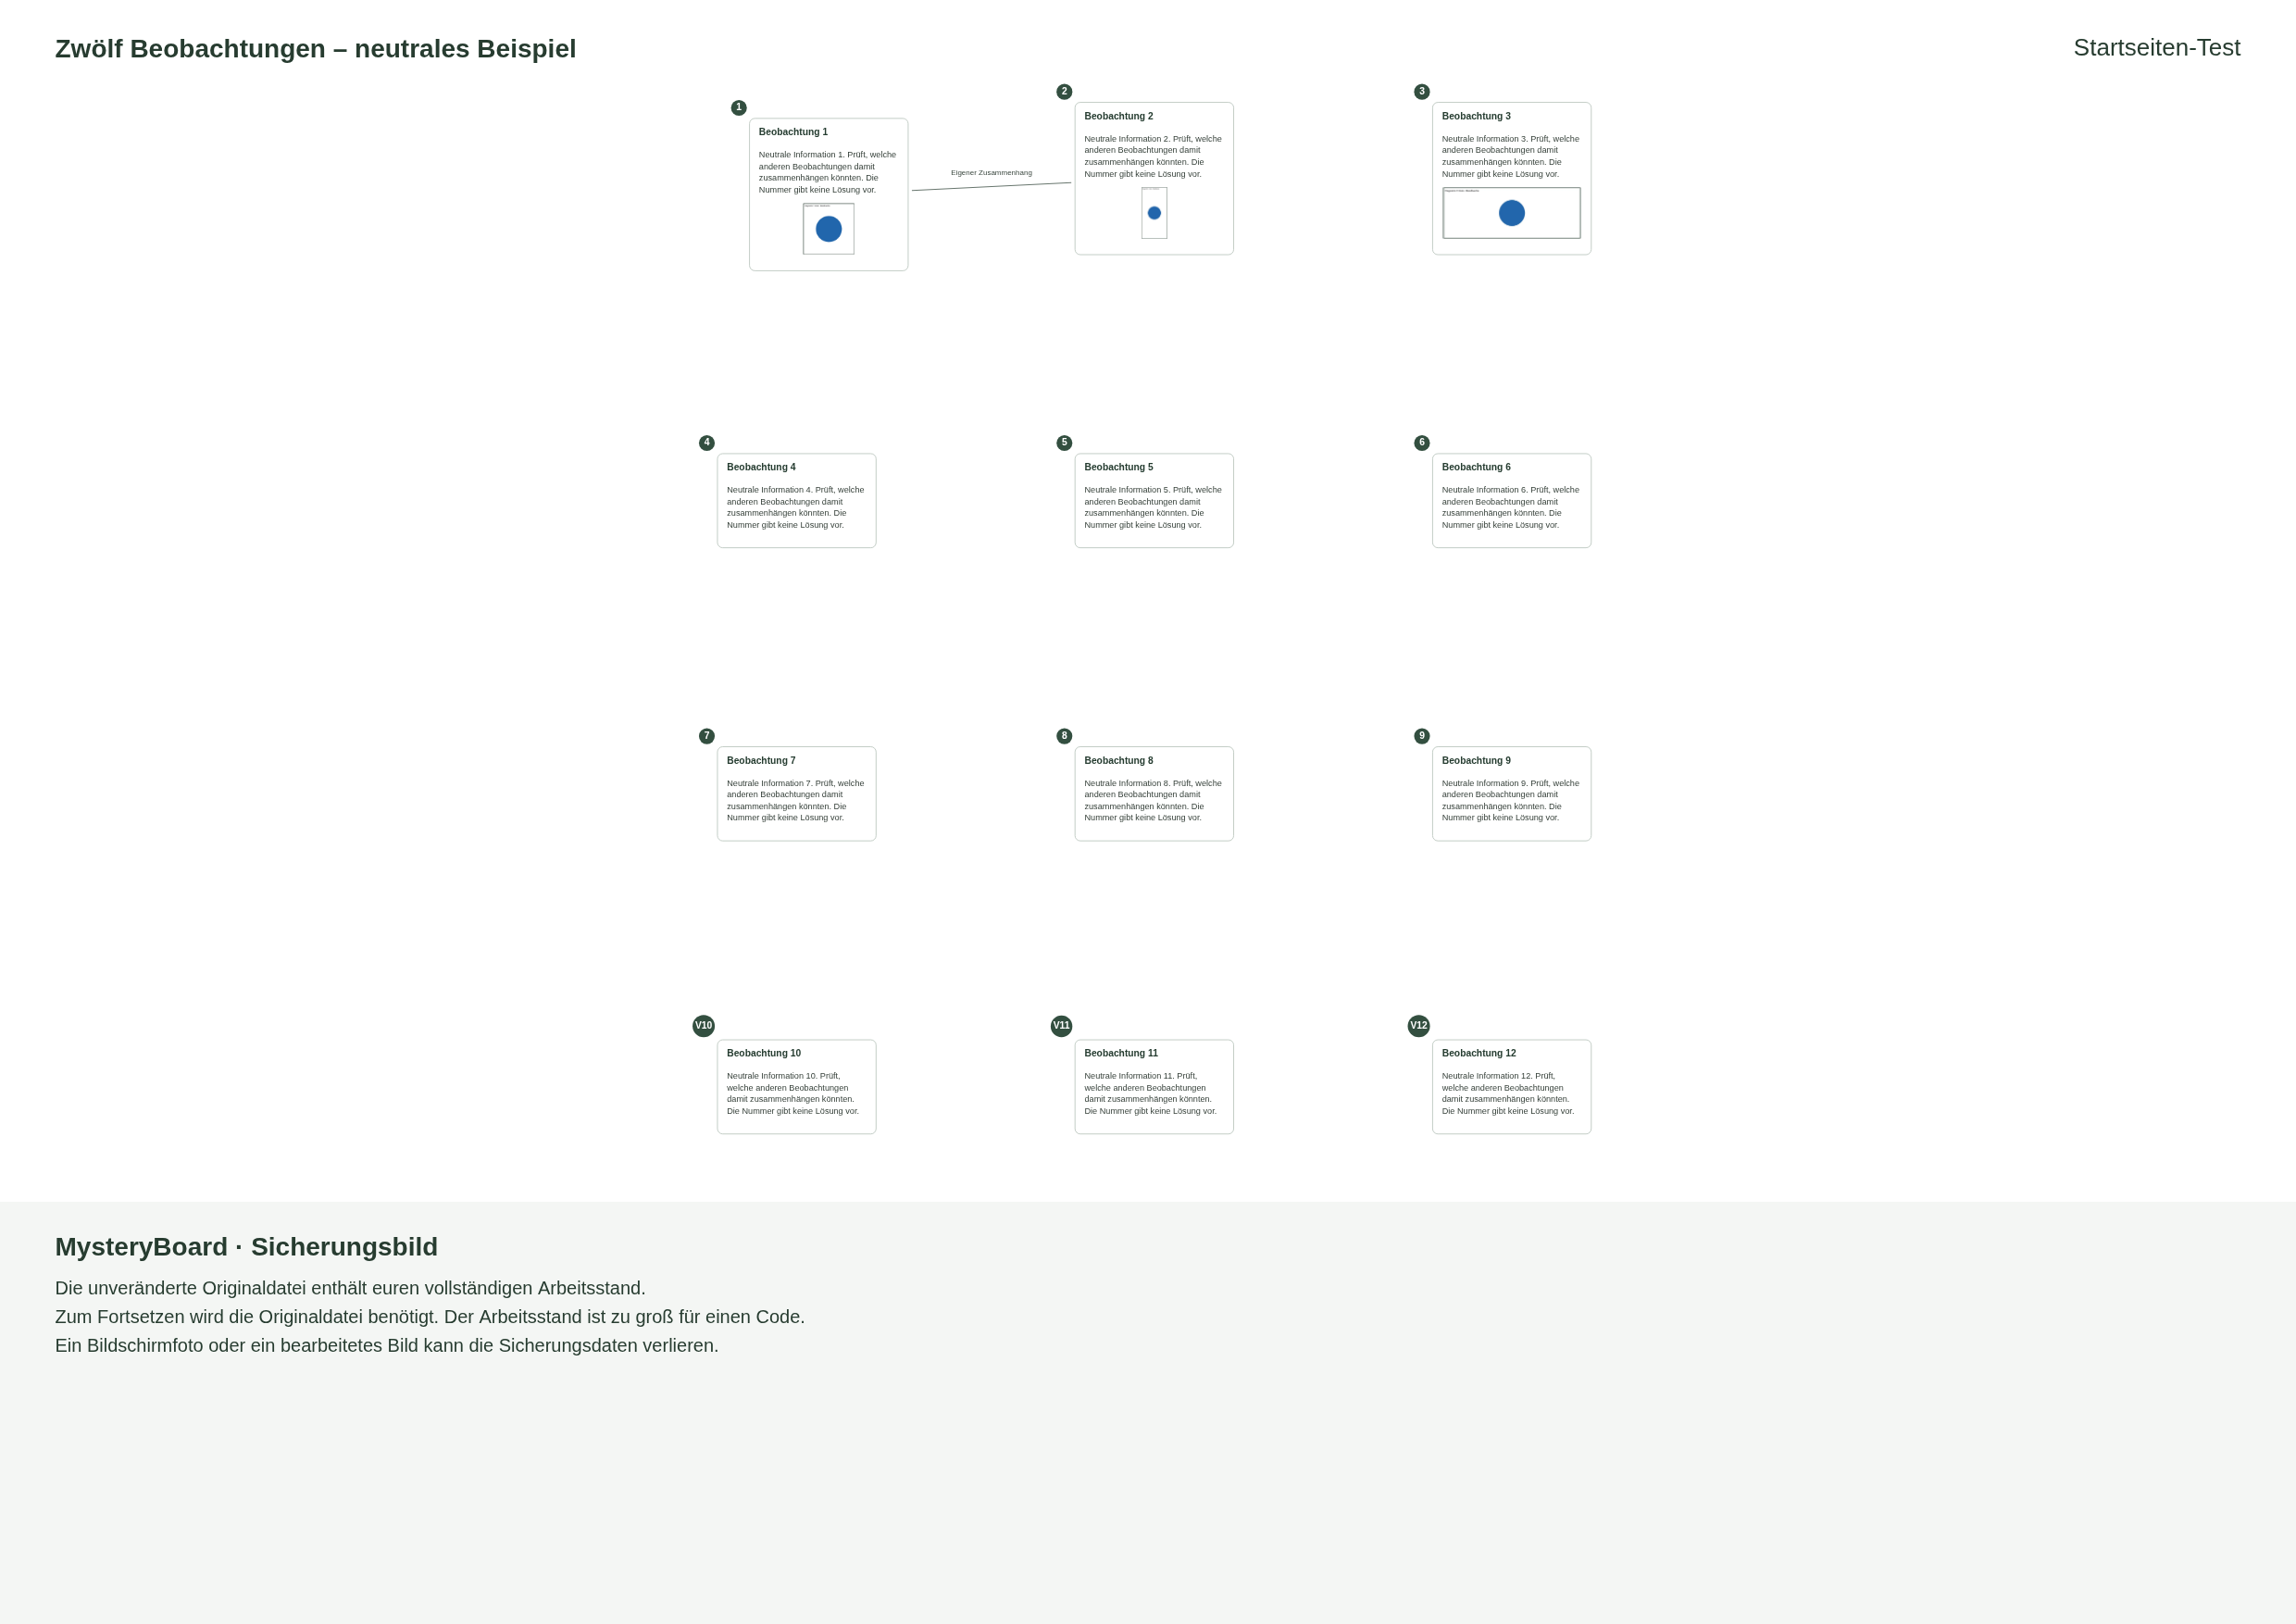 Zwölf Beobachtungen – neutrales Beispiel
Startseiten-Test
1
Beobachtung 1
Neutrale Information 1. Prüft, welche
anderen Beobachtungen damit
zusammenhängen könnten. Die
Nummer gibt keine Lösung vor.
Eigener Zusammenhang
2
Beobachtung 2
Neutrale Information 2. Prüft, welche
anderen Beobachtungen damit
zusammenhängen könnten. Die
Nummer gibt keine Lösung vor.
3
Beobachtung 3
Neutrale Information 3. Prüft, welche
anderen Beobachtungen damit
zusammenhängen könnten. Die
Nummer gibt keine Lösung vor.
4
Beobachtung 4
Neutrale Information 4. Prüft, welche
anderen Beobachtungen damit
zusammenhängen könnten. Die
Nummer gibt keine Lösung vor.
5
Beobachtung 5
Neutrale Information 5. Prüft, welche
anderen Beobachtungen damit
zusammenhängen könnten. Die
Nummer gibt keine Lösung vor.
6
Beobachtung 6
Neutrale Information 6. Prüft, welche
anderen Beobachtungen damit
zusammenhängen könnten. Die
Nummer gibt keine Lösung vor.
7
Beobachtung 7
Neutrale Information 7. Prüft, welche
anderen Beobachtungen damit
zusammenhängen könnten. Die
Nummer gibt keine Lösung vor.
8
Beobachtung 8
Neutrale Information 8. Prüft, welche
anderen Beobachtungen damit
zusammenhängen könnten. Die
Nummer gibt keine Lösung vor.
9
Beobachtung 9
Neutrale Information 9. Prüft, welche
anderen Beobachtungen damit
zusammenhängen könnten. Die
Nummer gibt keine Lösung vor.
V10
Beobachtung 10
Neutrale Information 10. Prüft,
welche anderen Beobachtungen
damit zusammenhängen könnten.
Die Nummer gibt keine Lösung vor.
V11
Beobachtung 11
Neutrale Information 11. Prüft,
welche anderen Beobachtungen
damit zusammenhängen könnten.
Die Nummer gibt keine Lösung vor.
V12
Beobachtung 12
Neutrale Information 12. Prüft,
welche anderen Beobachtungen
damit zusammenhängen könnten.
Die Nummer gibt keine Lösung vor.
MysteryBoard · Sicherungsbild
Die unveränderte Originaldatei enthält euren vollständigen Arbeitsstand.
Zum Fortsetzen wird die Originaldatei benötigt. Der Arbeitsstand ist zu groß für einen Code.
Ein Bildschirmfoto oder ein bearbeitetes Bild kann die Sicherungsdaten verlieren.